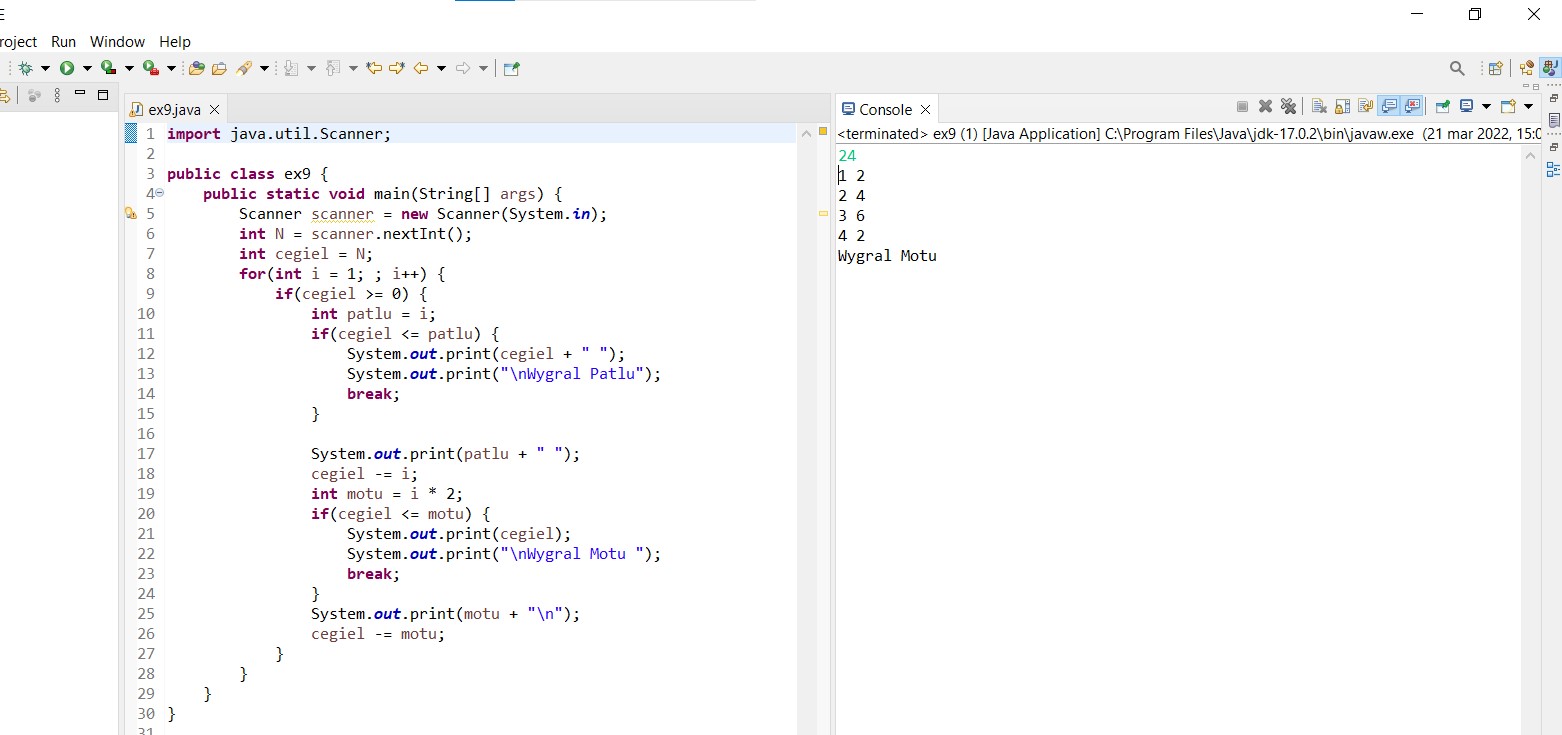 roject Run Window Help
ex9.java
1 import java.util.Scanner;
2
3 public class ex9 {
4 public static void main(String[] args) {
5 Scanner scanner = new Scanner(System.in);
6 int N = scanner.nextInt();
7 int cegiel = N;
8 for(int i = 1; ; i++) {
9 if(cegiel >= 0) {
10 int patlu = i;
11 if(cegiel <= patlu) {
12 System.out.print(cegiel + " ");
13 System.out.print("\nWygral Patlu");
14 break;
15 }
16
17 System.out.print(patlu + " ");
18 cegiel -= i;
19 int motu = i * 2;
20 if(cegiel <= motu) {
21 System.out.print(cegiel);
22 System.out.print("\nWygral Motu ");
23 break;
24 }
25 System.out.print(motu + "\n");
26 cegiel -= motu;
27 }
28 }
29 }
30 }
31
Console
<terminated> ex9 (1) [Java Application] C:\Program Files\Java\jdk-17.0.2\bin\javaw.exe (21 mar 2022, 15:0
24
1 2
2 4
3 6
4 2
Wygral Motu